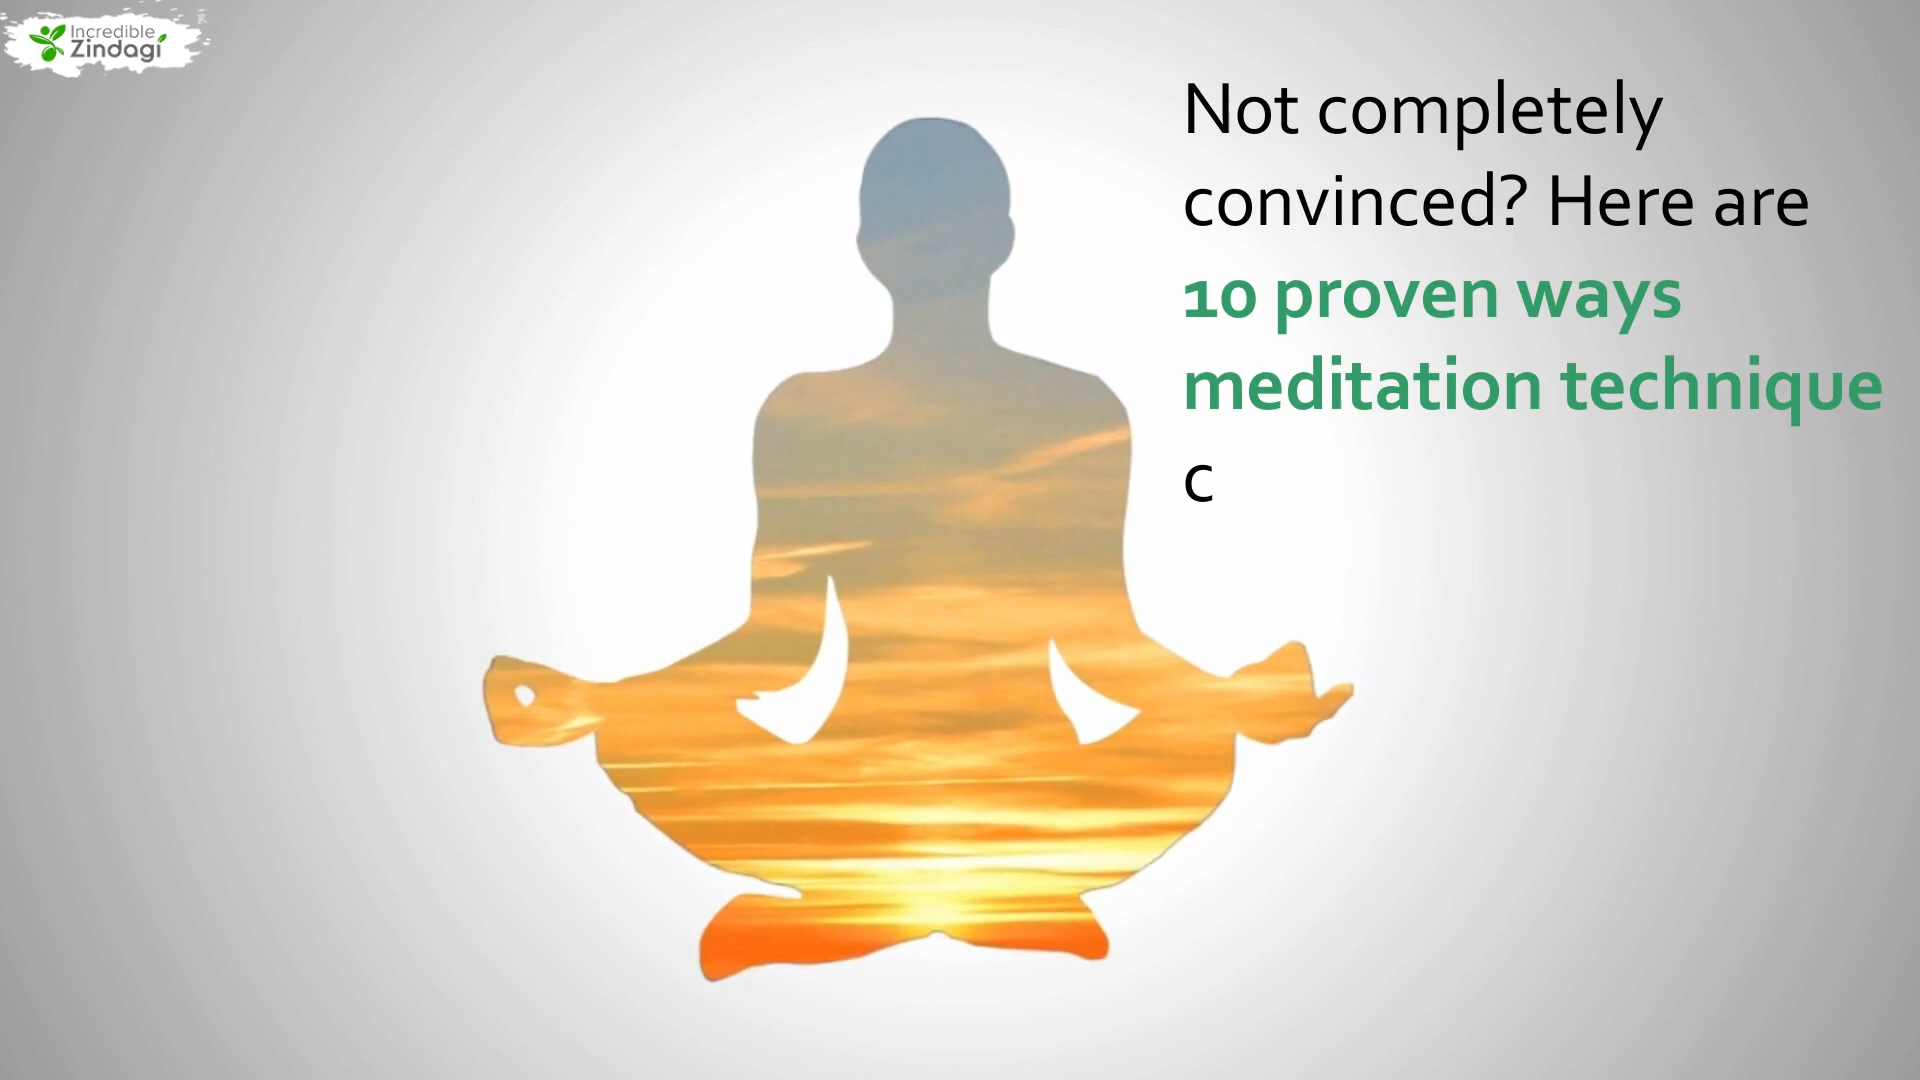 Incredible
Zindagi
Not completely
convinced? Here are
10 proven ways
meditation technique
c